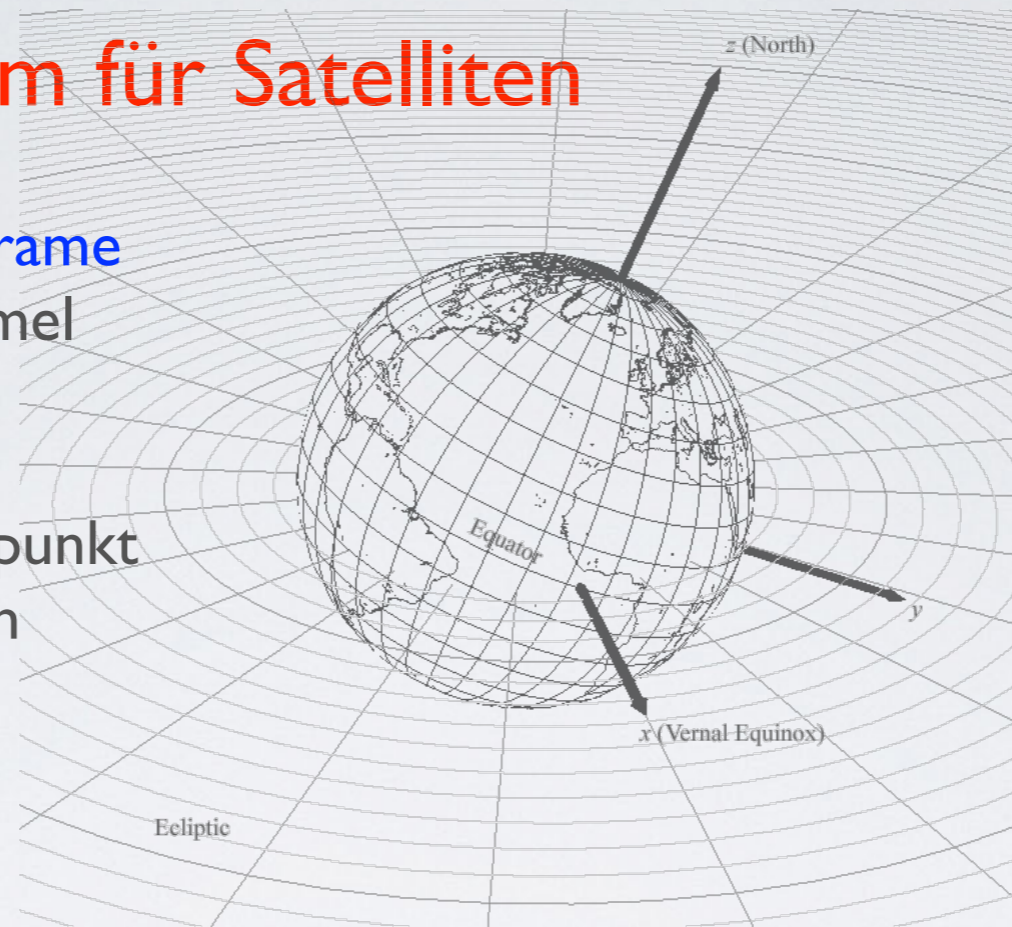 z (North)
m für Satelliten
rame
mel
Equator
punkt
n
y
x (Vernal Equinox)
Ecliptic